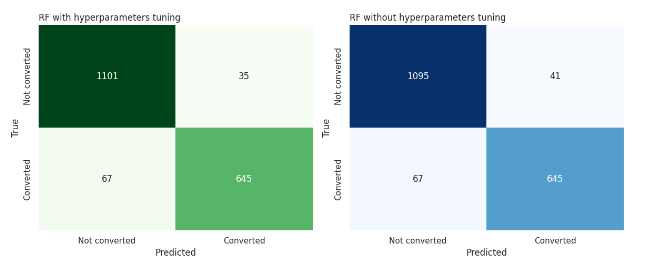 RF with hyperparameters tuning
Not converted
1101
35
True
Converted
67
645
Not converted
Converted
Predicted
RF without hyperparameters tuning
Not converted
1095
41
True
Converted
67
645
Not converted
Converted
Predicted